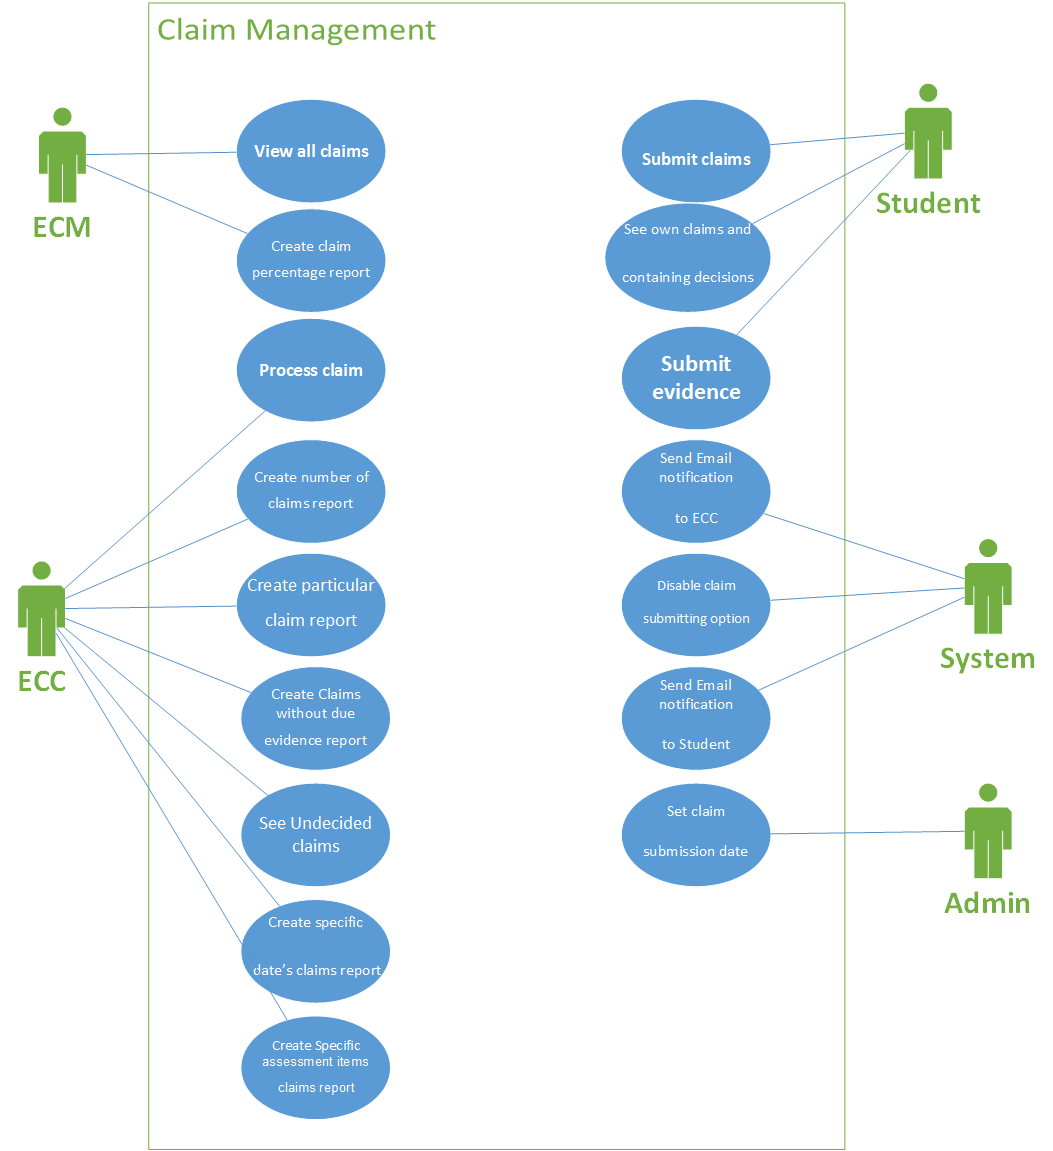 Claim Management
ECM
View all claims
Create claim
percentage report
Process claim
Create number of
claims report
Create particular
claim report
ECC
Create Claims
without due
evidence report
See Undecided
claims
Create specific
date's claims report
Create Specific
assessment items
claims report
Submit claims
Student
See own claims and
containing decisions
Submit
evidence
Send Email
notification
to ECC
Disable claim
submitting option
System
Send Email
notification
to Student
Set claim
submission date
Admin